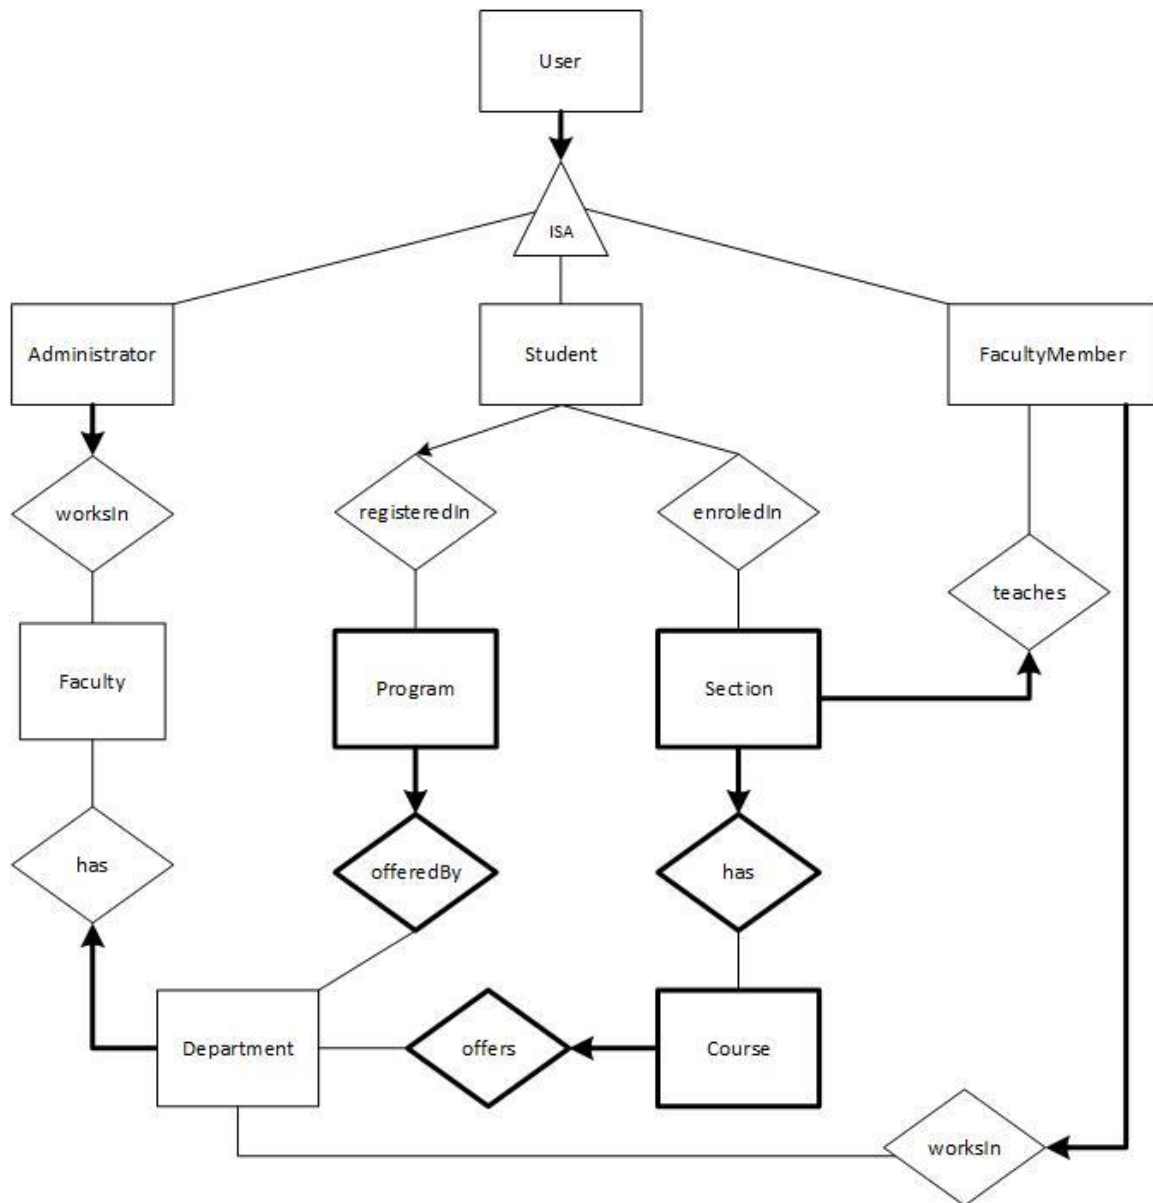 User
ISA
Administrator
Student
FacultyMember
worksIn
registeredIn
enroledIn
teaches
Faculty
Program
Section
has
offeredBy
has
Department
offers
Course
worksIn